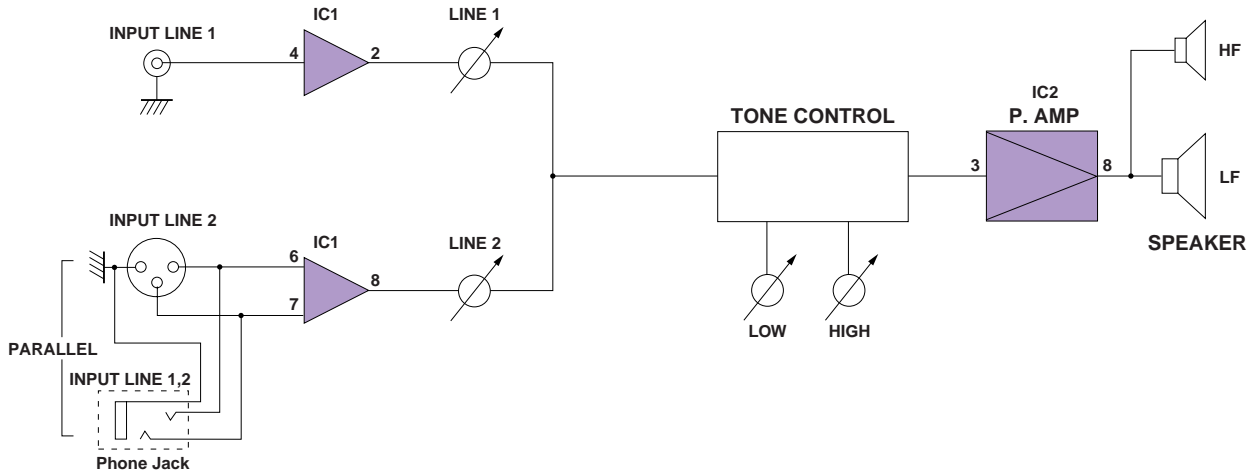 INPUT LINE 1
IC1
4
2
LINE 1
TONE CONTROL
IC2
P. AMP
3
8
HF
LF
SPEAKER
LOW
HIGH
INPUT LINE 2
IC1
6
7
8
LINE 2
PARALLEL
INPUT LINE 1,2
Phone Jack